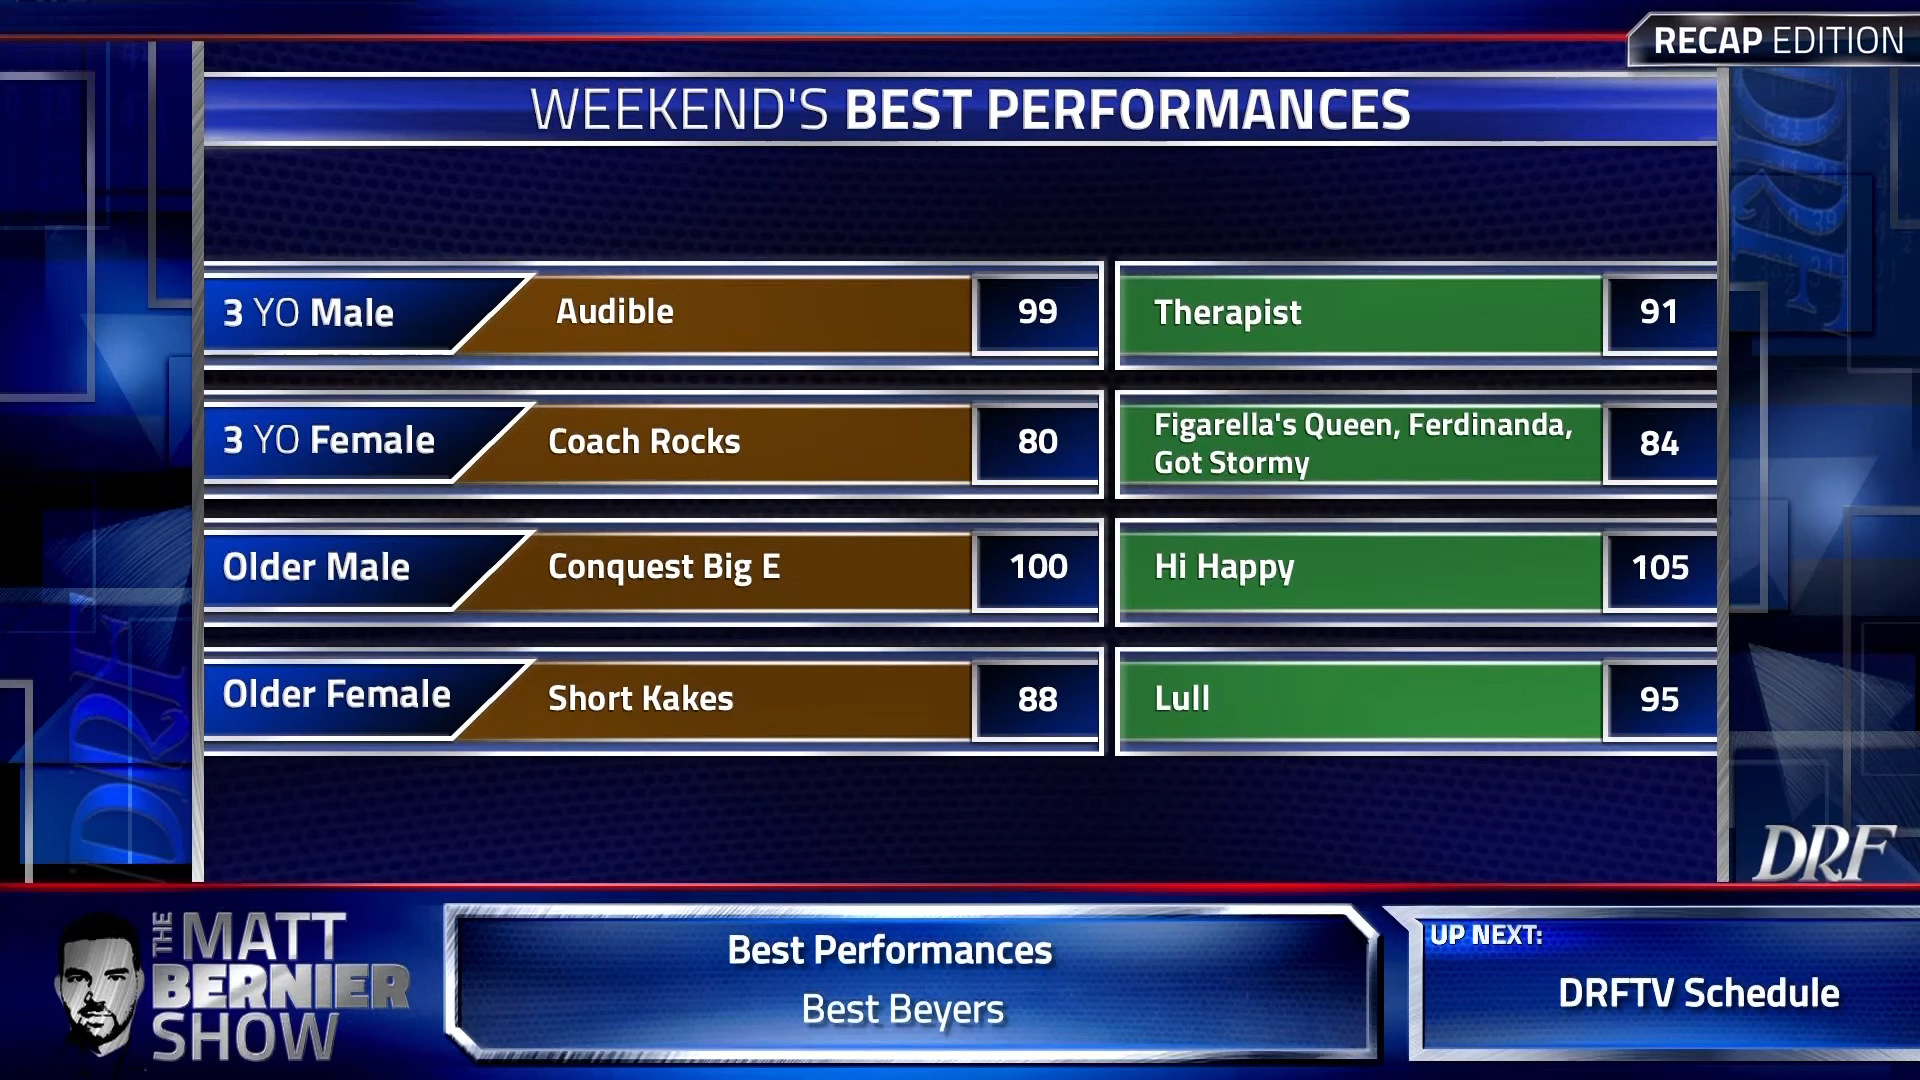 RECAP EDITION
WEEKEND'S BEST PERFORMANCES
3 YO Male Audible 99 Therapist 91
3 YO Female Coach Rocks 80 Figarella's Queen, Ferdinanda,
Got Stormy 84
Older Male Conquest Big E 100 Hi Happy 105
Older Female Short Kakes 88 Lull 95
DRF
DRF
DRF
THE MATT
BERNIER
SHOW
Best Performances
Best Beyers
UP NEXT:
DRFTV Schedule